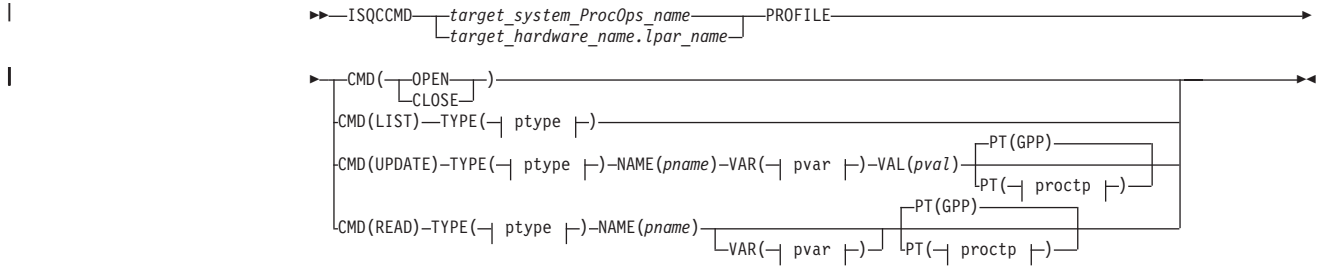 ISQCCMD target_system_ProcOps_name PROFILE
target_hardware_name.lpar_name
CMD( OPEN )
CLOSE
CMD(LIST) TYPE( ptype )
PT(GPP)
CMD(UPDATE) TYPE( ptype ) NAME(pname) VAR( pvar ) VAL(pval)
PT( proctp )
PT(GPP)
CMD(READ) TYPE( ptype ) NAME(pname)
VAR( pvar ) PT( proctp )